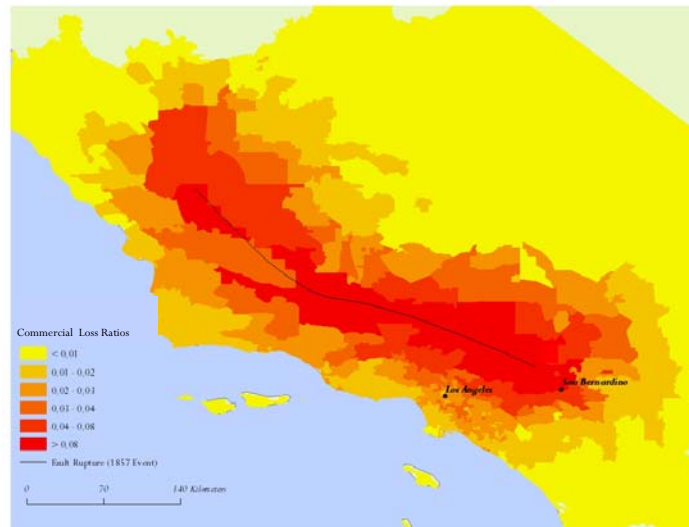 Los Angeles
San Bernardino
Commercial Loss Ratios
< 0,01
0,01 - 0,02
0,02 - 0,03
0,03 - 0,04
0,04 - 0,08
> 0,08
Fault Rupture (1857 Event)
0 70 140 Kilometers